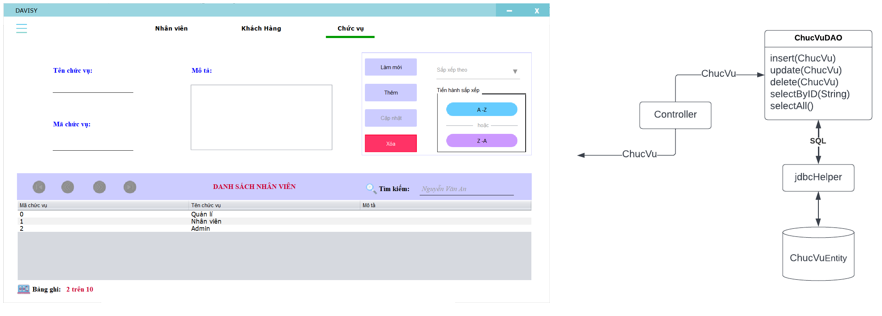 DAVISY
X
Nhân viên
Khách Hàng
Chức vụ
Tên chức vụ:
Mô tả:
Mã chức vụ:
Làm mới
Thêm
Cập nhật
Xóa
Sắp xếp theo
Tiến hành sắp xếp
A -Z
hoặc
Z -A
DANH SÁCH NHÂN VIÊN
Tìm kiếm:
Nguyễn Văn An
Mã chức vụ Tên chức vụ Mô tả
0 Quản lí
1 Nhân viên
2 Admin
Bảng ghi: 2 trên 10
ChucVu
Controller
ChucVu
ChucVuDAO
insert(ChucVu)
update(ChucVu)
delete(ChucVu)
selectByID(String)
selectAll()
SQL
jdbcHelper
ChucVuEntity